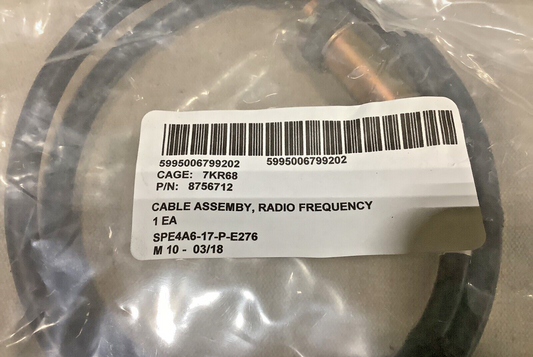 5995006799202 5995006799202
CAGE: 7KR68
P/N: 8756712
CABLE ASSEMBY, RADIO FREQUENCY
1 EA
SPE4A6-17-P-E276
M 10 - 03/18